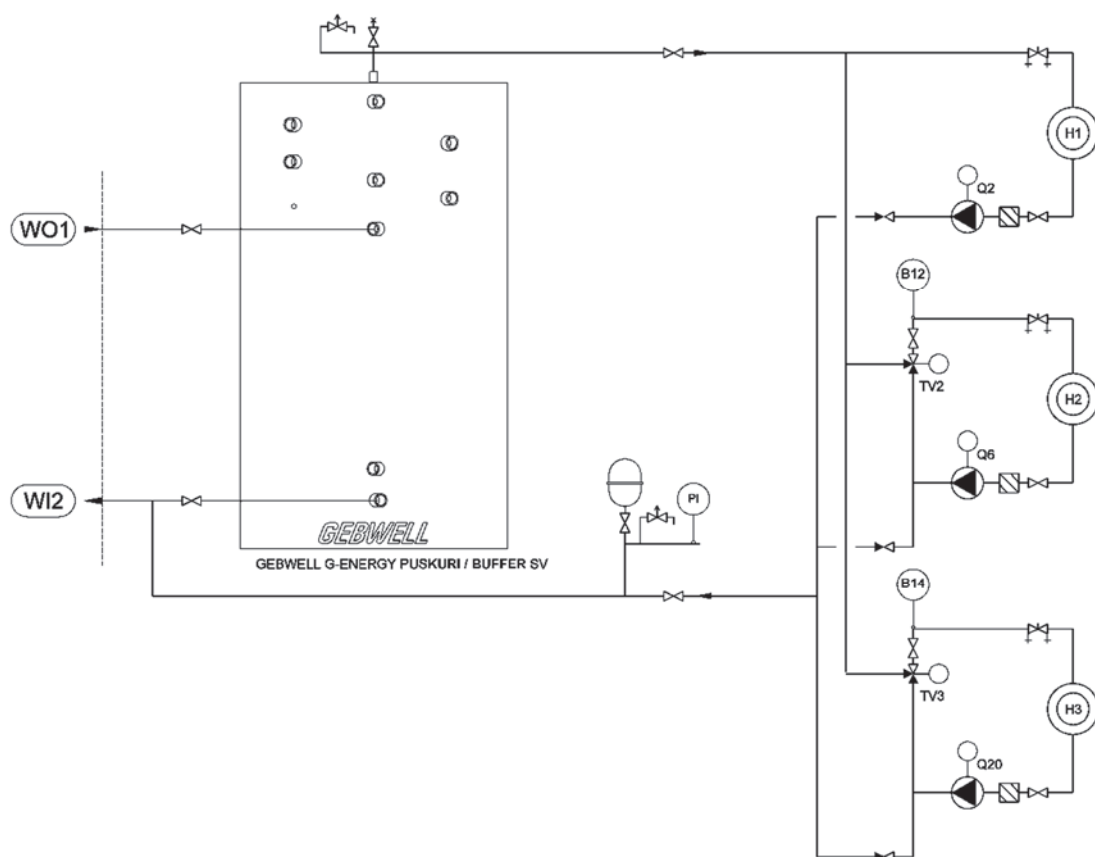 H1
Q2
WO1
B12
TV2
H2
Q6
WI2
PI
GEBWELL
GEBWELL G-ENERGY PUSKURI / BUFFER SV
B14
TV3
H3
Q20